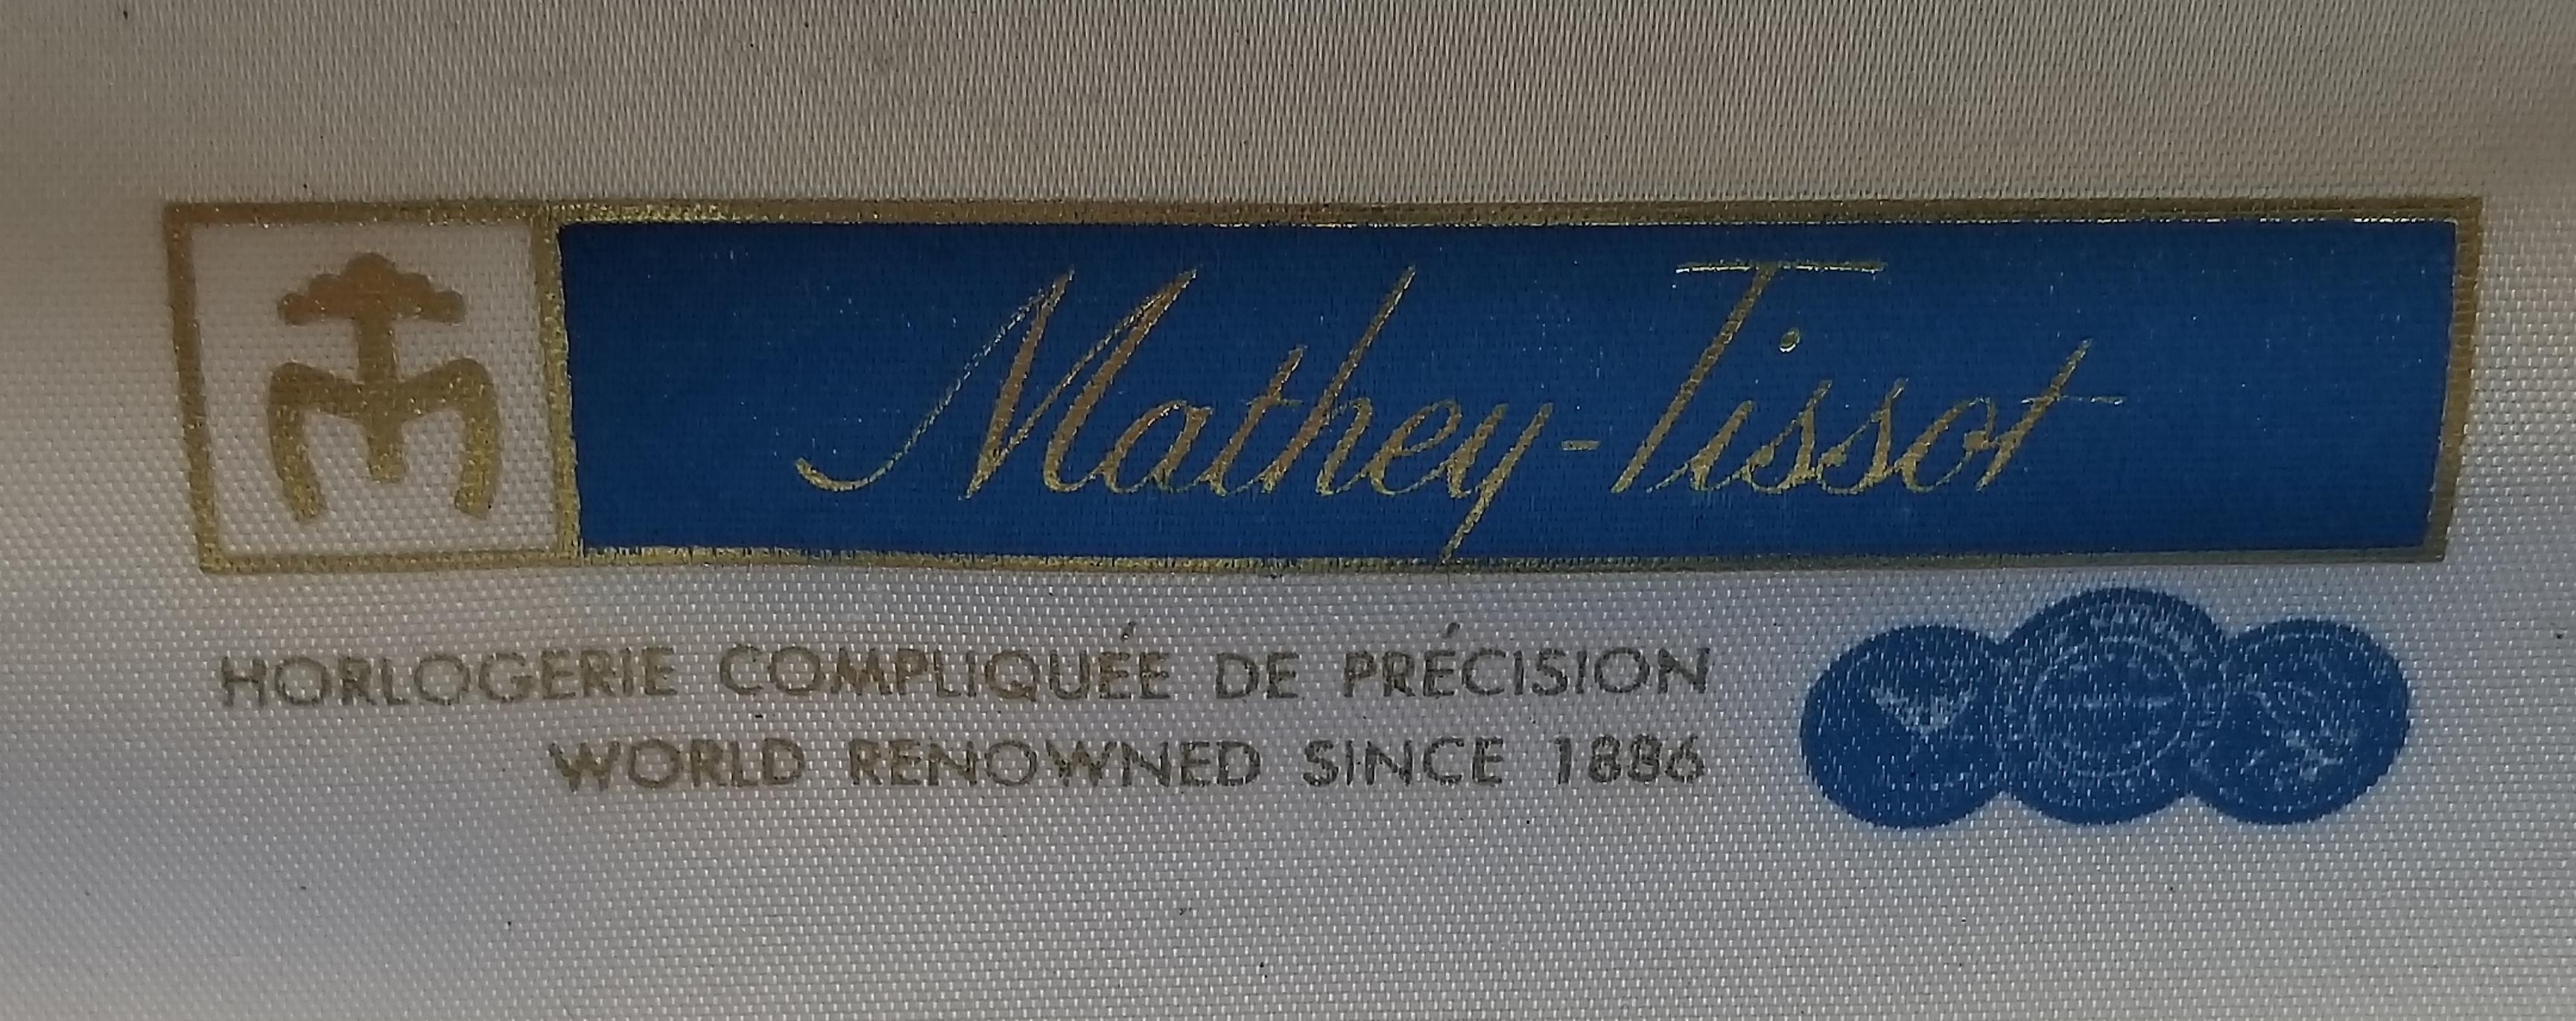 Mathey-Tissot
HORLOGERIE COMPLIQUÉE DE PRÉCISION
WORLD RENOWNED SINCE 1886